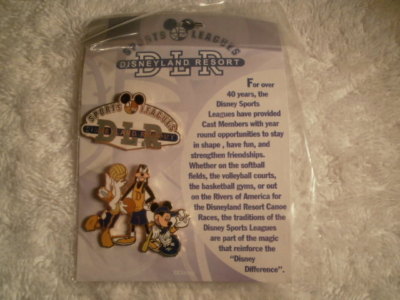 SPORTS LEAGUES
DISNEYLAND RESORT
DLR
SPORTS LEAGUES
DLR
For over
40 years, the
Disney Sports
Leagues have provided
Cast Members with year
round opportunities to stay
in shape , have fun, and
strengthen friendships.
Whether on the softball
fields, the volleyball courts,
the basketball gyms, or out
on the Rivers of America for
the Disneyland Resort Canoe
Races, the traditions of the
Disney Sports Leagues
are part of the magic
that reinforce the
"Disney
Difference".